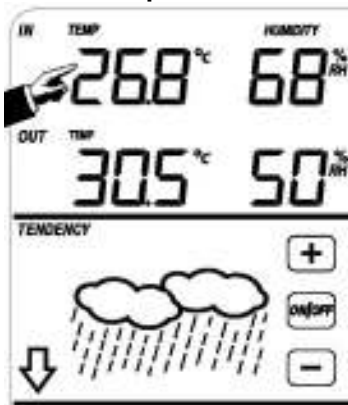 IN TEMP HUMIDITY
26.8 °C 68 % RH
OUT TEMP
30.5 °C 50 % RH
TENDENCY
+
ON/OFF
−